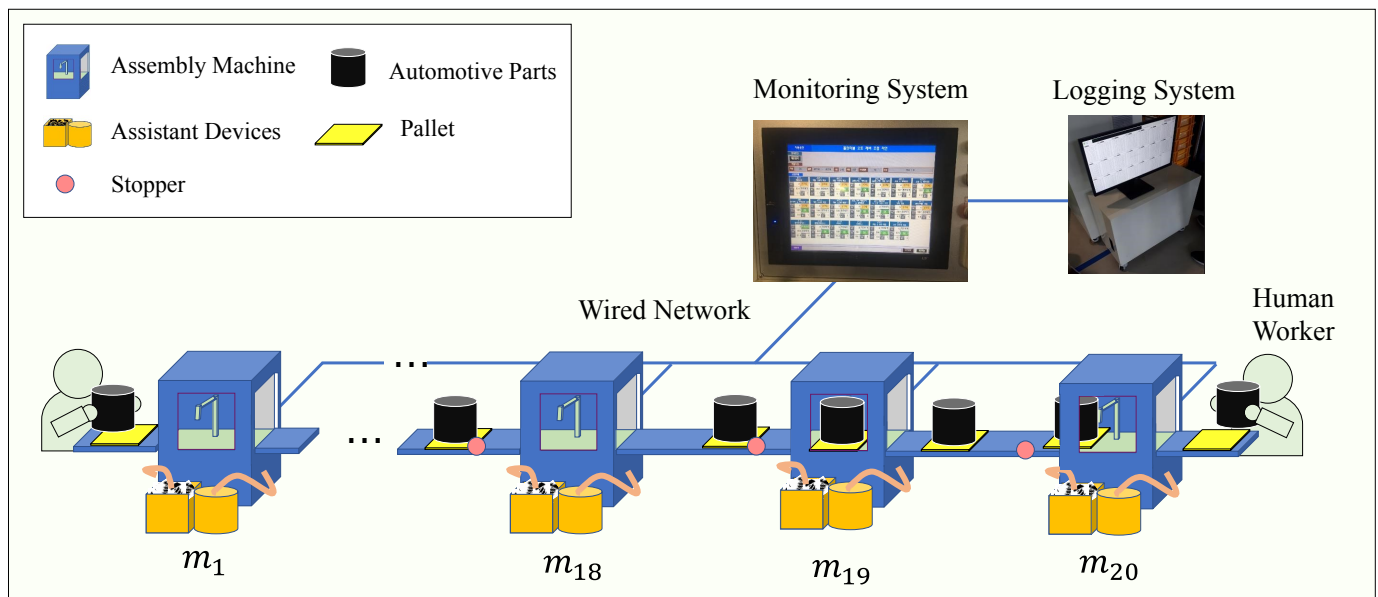 Assembly Machine
Automotive Parts
Assistant Devices
Pallet
Stopper
Monitoring System
Logging System
Wired Network
Human
Worker
...
...
m₁
m₁₈
m₁₉
m₂₀